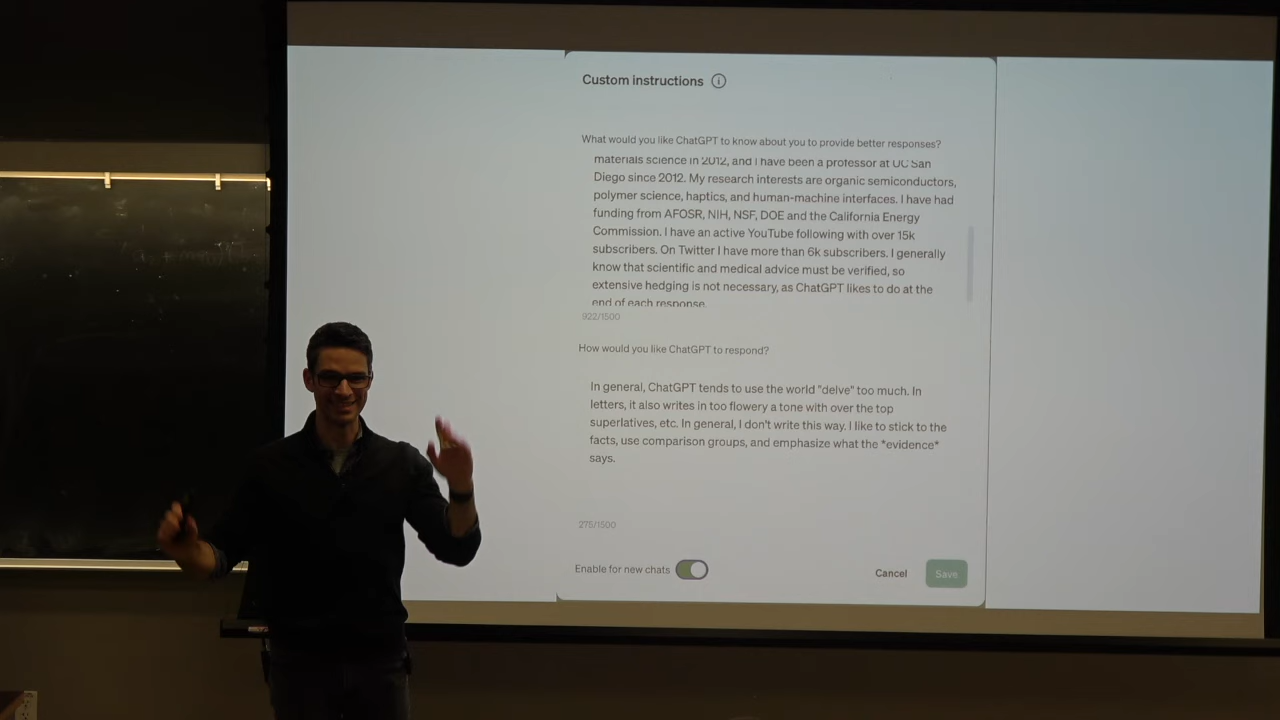 Custom instructions
What would you like ChatGPT to know about you to provide better responses?
materials science in 2012, and I have been a professor at UC San
Diego since 2012. My research interests are organic semiconductors,
polymer science, haptics, and human-machine interfaces. I have had
funding from AFOSR, NIH, NSF, DOE and the California Energy
Commission. I have an active YouTube following with over 15k
subscribers. On Twitter I have more than 6k subscribers. I generally
know that scientific and medical advice must be verified, so
extensive hedging is not necessary, as ChatGPT likes to do at the
end of each response.
922/1500
How would you like ChatGPT to respond?
In general, ChatGPT tends to use the world "delve" too much. In
letters, it also writes in too flowery a tone with over the top
superlatives, etc. In general, I don't write this way. I like to stick to the
facts, use comparison groups, and emphasize what the *evidence*
says.
275/1500
Enable for new chats
Cancel
Save